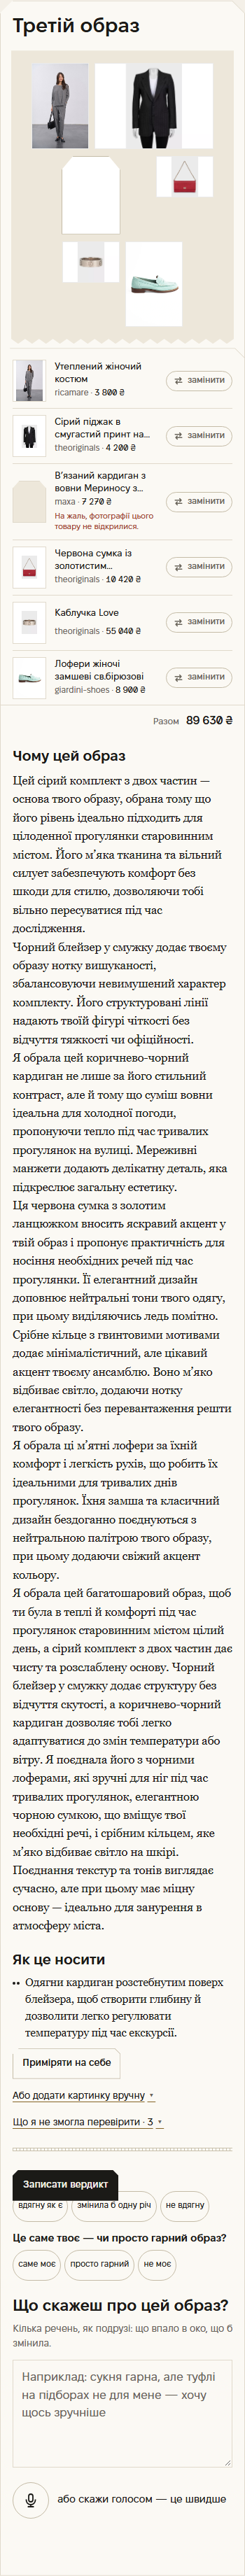 Третій образ
Утеплений жіночий
костюм
ricamare · 3 800 ₴
замінити
Сірий піджак в
смугастий принт на...
theoriginals · 4 200 ₴
замінити
В'язаний кардиган з
вовни Мериносу з...
maxa · 7 270 ₴
На жаль, фотографії цього
товару не відкрилися.
замінити
Червона сумка із
золотистим...
theoriginals · 10 420 ₴
замінити
Каблучка Love
theoriginals · 55 040 ₴
замінити
Лофери жіночі
замшеві св.бірюзові
giardini-shoes · 8 900 ₴
замінити
Разом 89 630 ₴
Чому цей образ
Цей сірий комплект з двох частин —
основа твого образу, обрана тому що
його рівень ідеально підходить для
цілоденної прогулянки старовинним
містом. Його м'яка тканина та вільний
силует забезпечують комфорт без
шкоди для стилю, дозволяючи тобі
вільно пересуватися під час
дослідження.
Чорний блейзер у смужку додає твоєму
образу нотку вишуканості,
збалансовуючи невимушений характер
комплекту. Його структуровані лінії
надають твоїй фігурі чіткості без
відчуття тяжкості чи офіційності.
Я обрала цей коричнево-чорний
кардиган не лише за його стильний
контраст, але й тому що суміш вовни
ідеальна для холодної погоди,
пропонуючи тепло під час тривалих
прогулянок на вулиці. Мереживні
манжети додають делікатну деталь, яка
підкреслює загальну естетику.
Ця червона сумка з золотим
ланцюжком вносить яскравий акцент у
твій образ і пропонує практичність для
носіння необхідних речей під час
прогулянки. Її елегантний дизайн
доповнює нейтральні тони твого одягу,
при цьому виділяючись ледь помітно.
Срібне кільце з гвинтовими мотивами
додає мінімалістичний, але цікавий
акцент твоєму ансамблю. Воно м'яко
відбиває світло, додаючи нотку
елегантності без перевантаження решти
твого образу.
Я обрала ці м'ятні лофери за їхній
комфорт і легкість рухів, що робить їх
ідеальними для тривалих днів
прогулянок. Їхня замша та класичний
дизайн бездоганно поєднуються з
нейтральною палітрою твого образу,
при цьому додаючи свіжий акцент
кольору.
Я обрала цей багатошаровий образ, щоб
ти була в теплі й комфорті під час
прогулянок старовинним містом цілий
день, а сірий комплект з двох частин дає
чисту та розслаблену основу. Чорний
блейзер у смужку додає структуру без
відчуття скутості, а коричнево-чорний
кардиган дозволяє тобі легко
адаптуватися до змін температури або
вітру. Я поєднала його з чорними
лоферами, які зручні для ніг під час
тривалих прогулянок, елегантною
чорною сумкою, що вміщує твої
необхідні речі, і срібним кільцем, яке
м'яко відбиває світло на шкірі.
Поєднання текстур та тонів виглядає
сучасно, але при цьому має міцну
основу — ідеально для занурення в
атмосферу міста.
Як це носити
•• Одягни кардиган розстебнутим поверх
блейзера, щоб створити глибину й
дозволити легко регулювати
температуру під час екскурсії.
Приміряти на себе
Або додати картинку вручну
Що я не змогла перевірити · 3
Записати вердикт
вдягну як є
змінила б одну річ
не вдягну
Це саме твоє — чи просто гарний образ?
саме моє
просто гарний
не моє
Що скажеш про цей образ?
Кілька речень, як подрузі: що впало в око, що б
змінила.
Наприклад: сукня гарна, але туфлі
на підборах не для мене — хочу
щось зручніше
або скажи голосом — це швидше